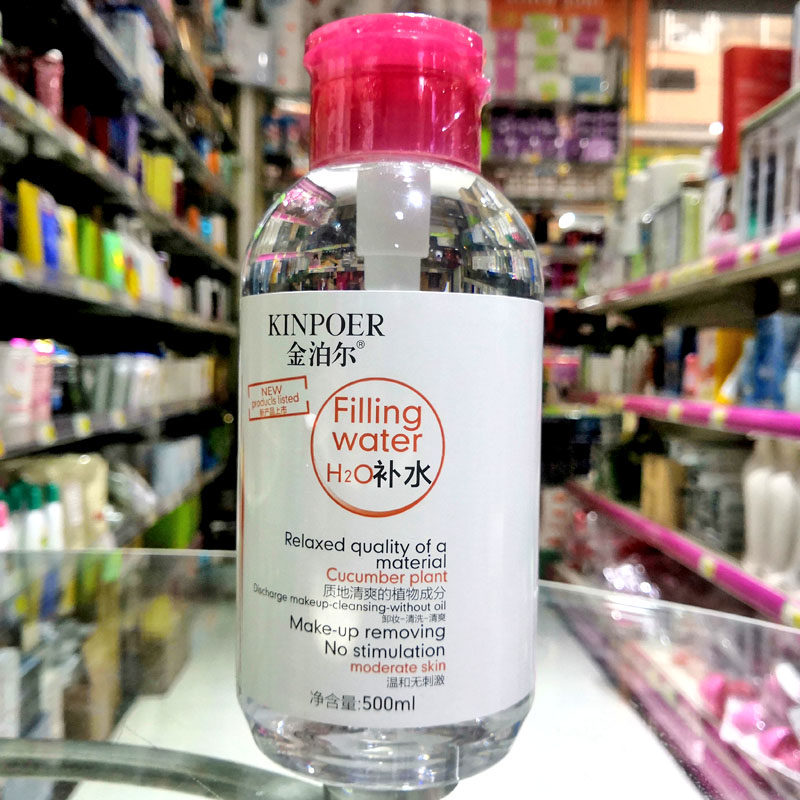 KINPOER
金泊尔®
NEW
products listed
新产品上市
Filling
water
H2O补水
Relaxed quality of a
material
Cucumber plant
质地清爽的植物成分
Discharge makeup-cleansing-without oil
卸妆-清洗-清爽
Make-up removing
No stimulation
moderate skin
温和无刺激
净含量:500ml